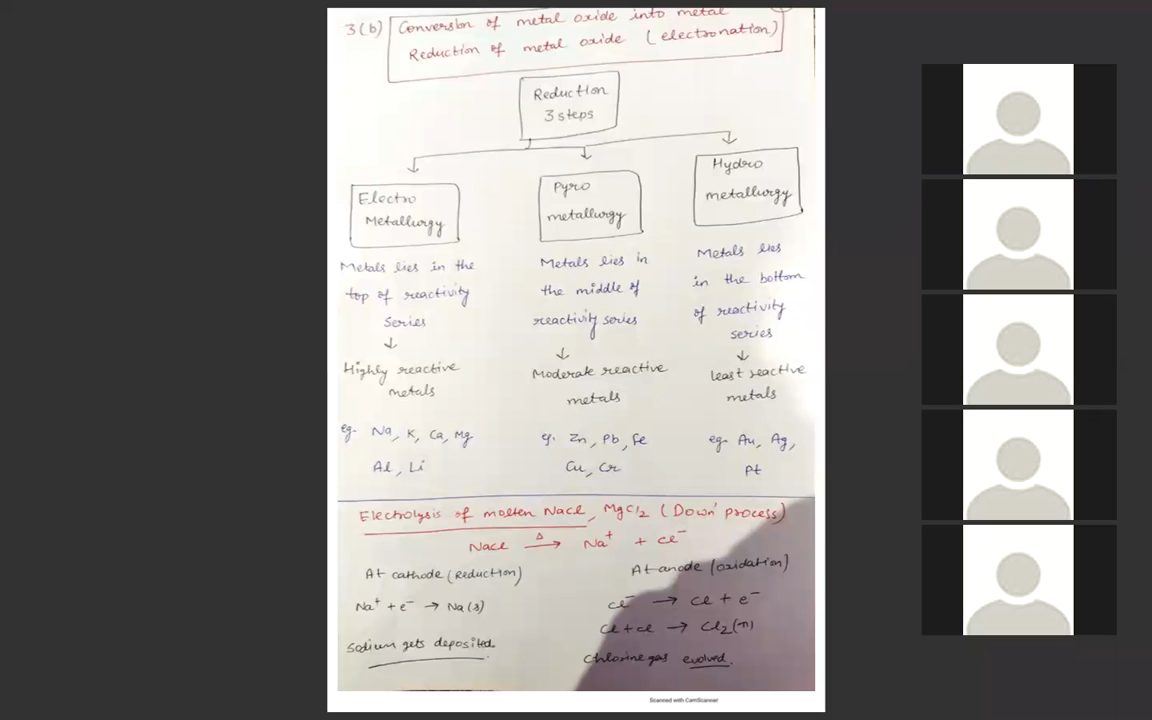 3(b) Conversion of metal oxide into metal
Reduction of metal oxide (electronation)
Reduction
3 steps
Electro
Metallurgy
Pyro
metallurgy
Hydro
metallurgy
Metals lies in the
top of reactivity
Series
Highly reactive
metals
eg. Na, K, Ca, Mg
Al, Li
Metals lies in
the middle of
reactivity series
Moderate reactive
metals
eg. Zn, Pb, Fe
Cu, Cr
Metals lies
in the bottom
of reactivity
series
least reactive
metals
eg. Au, Ag,
Pt
Electrolysis of molten NaCl, MgCl2 (Down' process)
NaCl Δ→ Na+ + Cl−
At cathode (Reduction)
Na+ + e− → Na(s)
Sodium gets deposited.
At anode (oxidation)
Cl− → Cl + e−
Cl + Cl → Cl2(↑)
Chlorine gas evolved.
Scanned with CamScanner